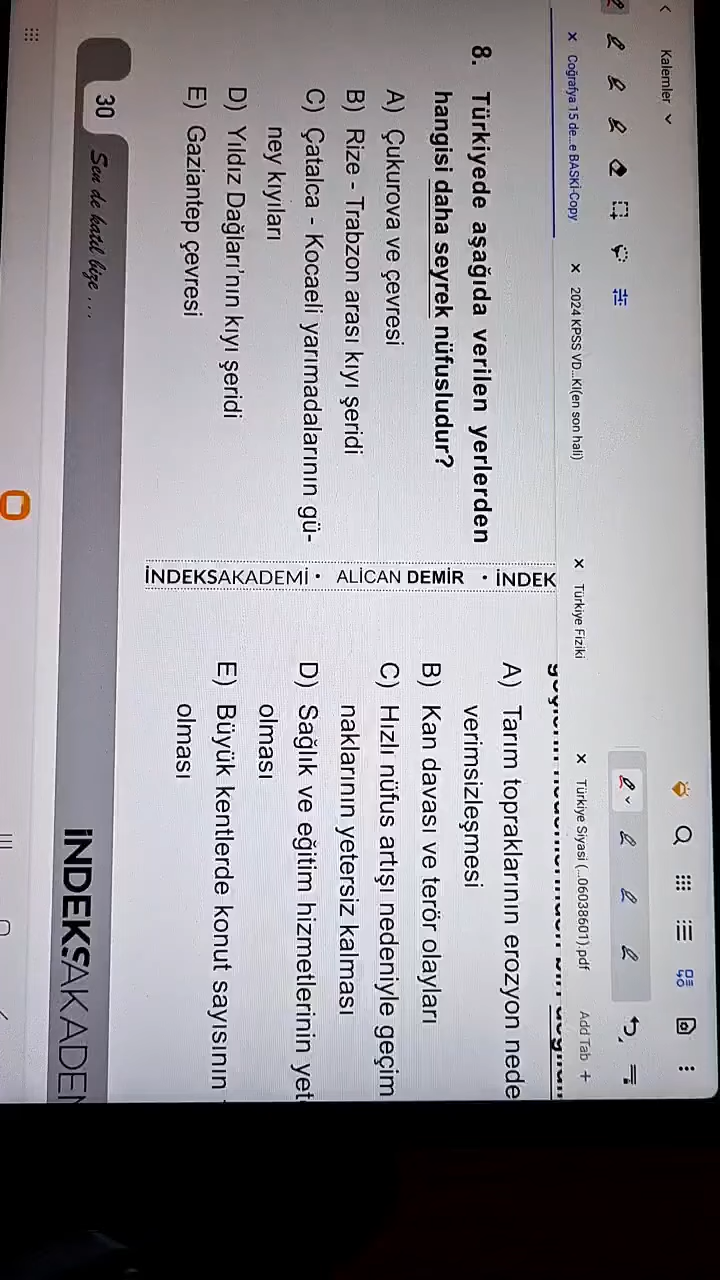 Kalemler
Coğrafya 15 de...e BASKI-Copy
2024 KPSS VD...Kİ(en son hali)
Türkiye Fiziki
Türkiye Siyasi (...06038601).pdf
Add Tab +
8. Türkiyede aşağıda verilen yerlerden
hangisi daha seyrek nüfusludur?
A) Çukurova ve çevresi
B) Rize - Trabzon arası kıyı şeridi
C) Çatalca - Kocaeli yarımadalarının gü-
ney kıyıları
D) Yıldız Dağları'nın kıyı şeridi
E) Gaziantep çevresi
İNDEKSAKADEMİ • ALİCAN DEMİR • İNDEK
A) Tarım topraklarının erozyon nede
verimsizleşmesi
B) Kan davası ve terör olayları
C) Hızlı nüfus artışı nedeniyle geçim
naklarının yetersiz kalması
D) Sağlık ve eğitim hizmetlerinin yet
olması
E) Büyük kentlerde konut sayısının
olması
30 Sen de katıl bize ...
İNDEKSAKADEM